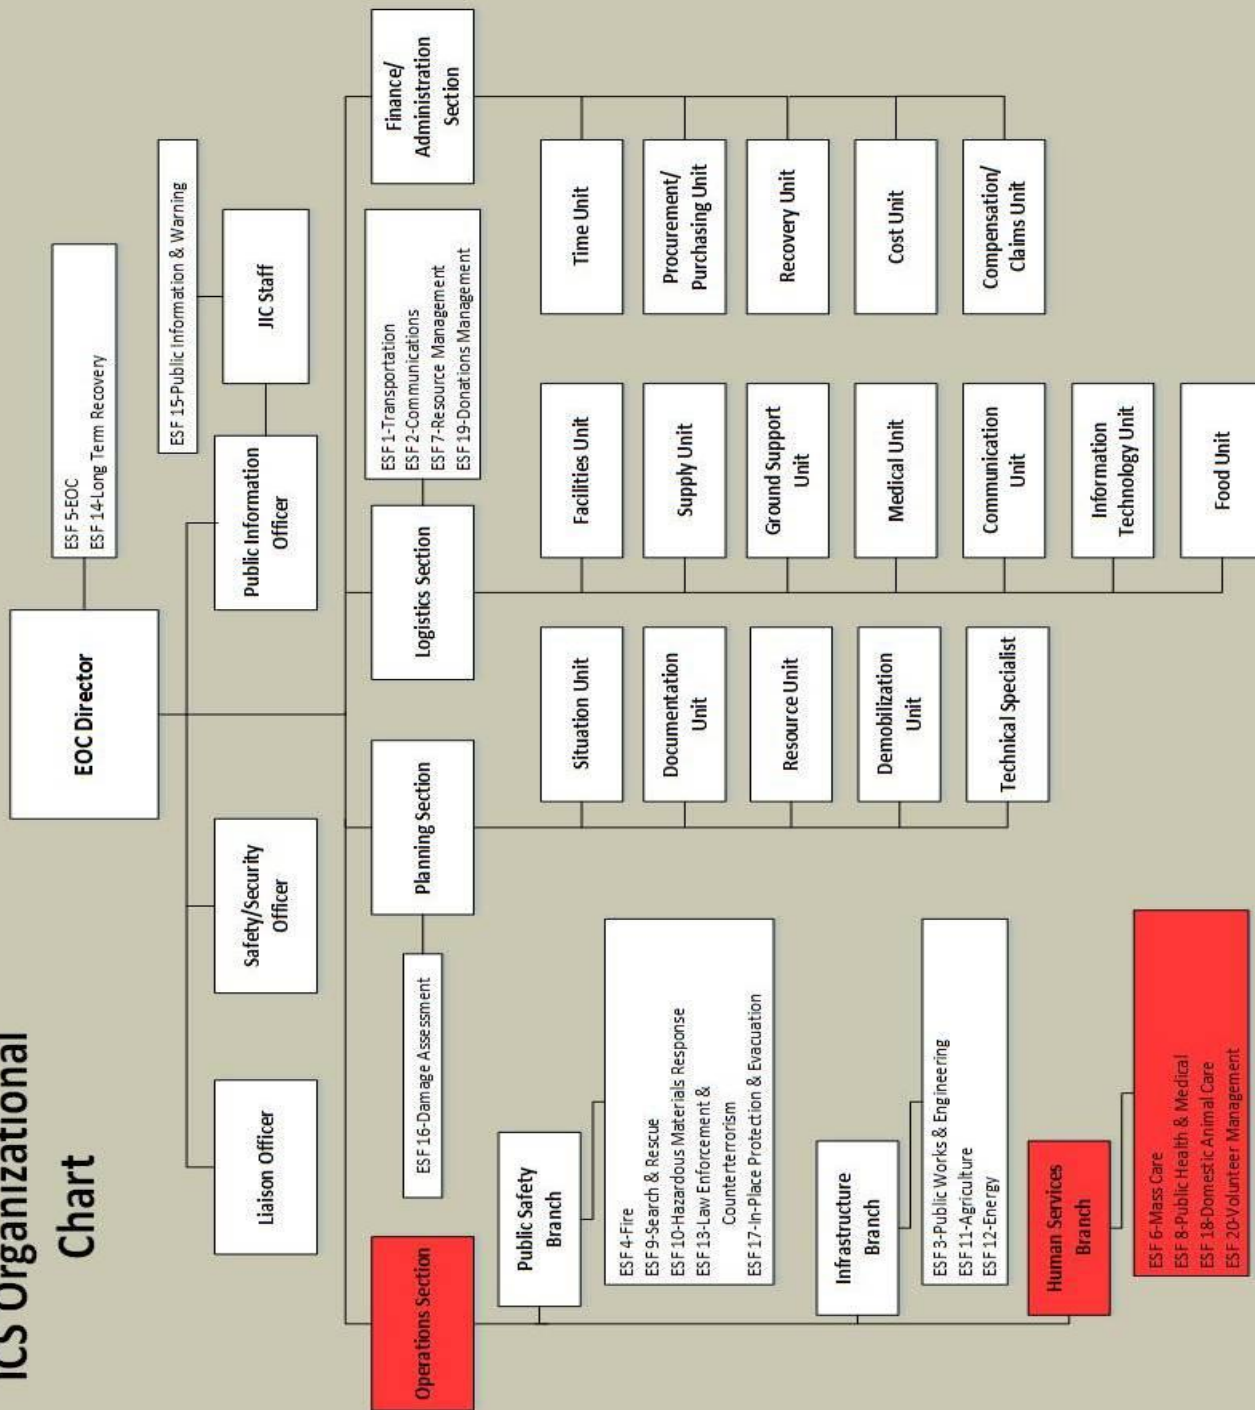 ICS Organizational
Chart
EOC Director
ESF 5-EOC
ESF 14-Long Term Recovery
Liaison Officer
Safety/Security
Officer
Public Information
Officer
JIC Staff
ESF 15-Public Information & Warning
Operations Section
ESF 16-Damage Assessment
Planning Section
Logistics Section
ESF 1-Transportation
ESF 2-Communications
ESF 7-Resource Management
ESF 19-Donations Management
Finance/
Administration
Section
Public Safety
Branch
ESF 4-Fire
ESF 9-Search & Rescue
ESF 10-Hazardous Materials Response
ESF 13-Law Enforcement &
Counterterrorism
ESF 17-In-Place Protection & Evacuation
Infrastructure
Branch
ESF 3-Public Works & Engineering
ESF 11-Agriculture
ESF 12-Energy
Human Services
Branch
ESF 6-Mass Care
ESF 8-Public Health & Medical
ESF 18-Domestic Animal Care
ESF 20-Volunteer Management
Situation Unit
Documentation
Unit
Resource Unit
Demobilization
Unit
Technical Specialist
Facilities Unit
Supply Unit
Ground Support
Unit
Medical Unit
Communication
Unit
Information
Technology Unit
Food Unit
Time Unit
Procurement/
Purchasing Unit
Recovery Unit
Cost Unit
Compensation/
Claims Unit